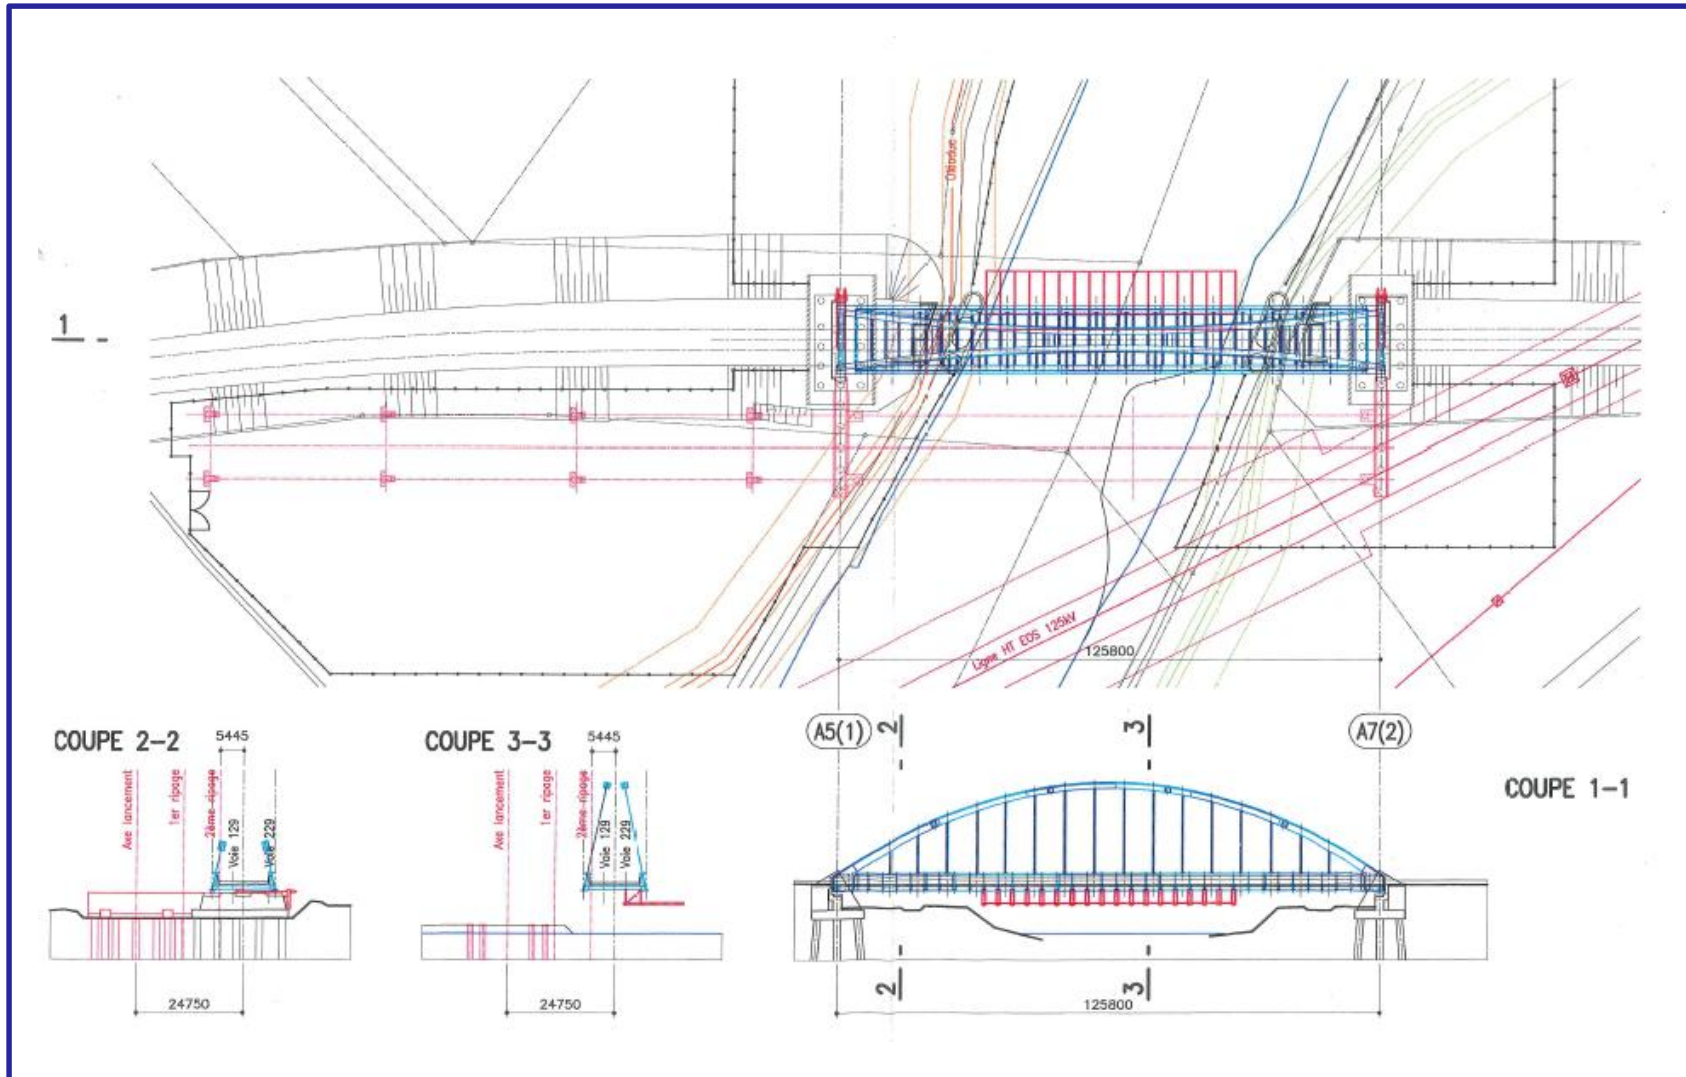 Oléoduc
1
Ligne HT EOS 125kV
125800
COUPE 2-2
5445
Axe lancement
1er ripage
2ème ripage
Voie 129
Voie 229
24750
COUPE 3-3
5445
Axe lancement
1er ripage
2ème ripage
Voie 129
Voie 229
24750
A5(1)
2
3
A7(2)
COUPE 1-1
2
3
125800